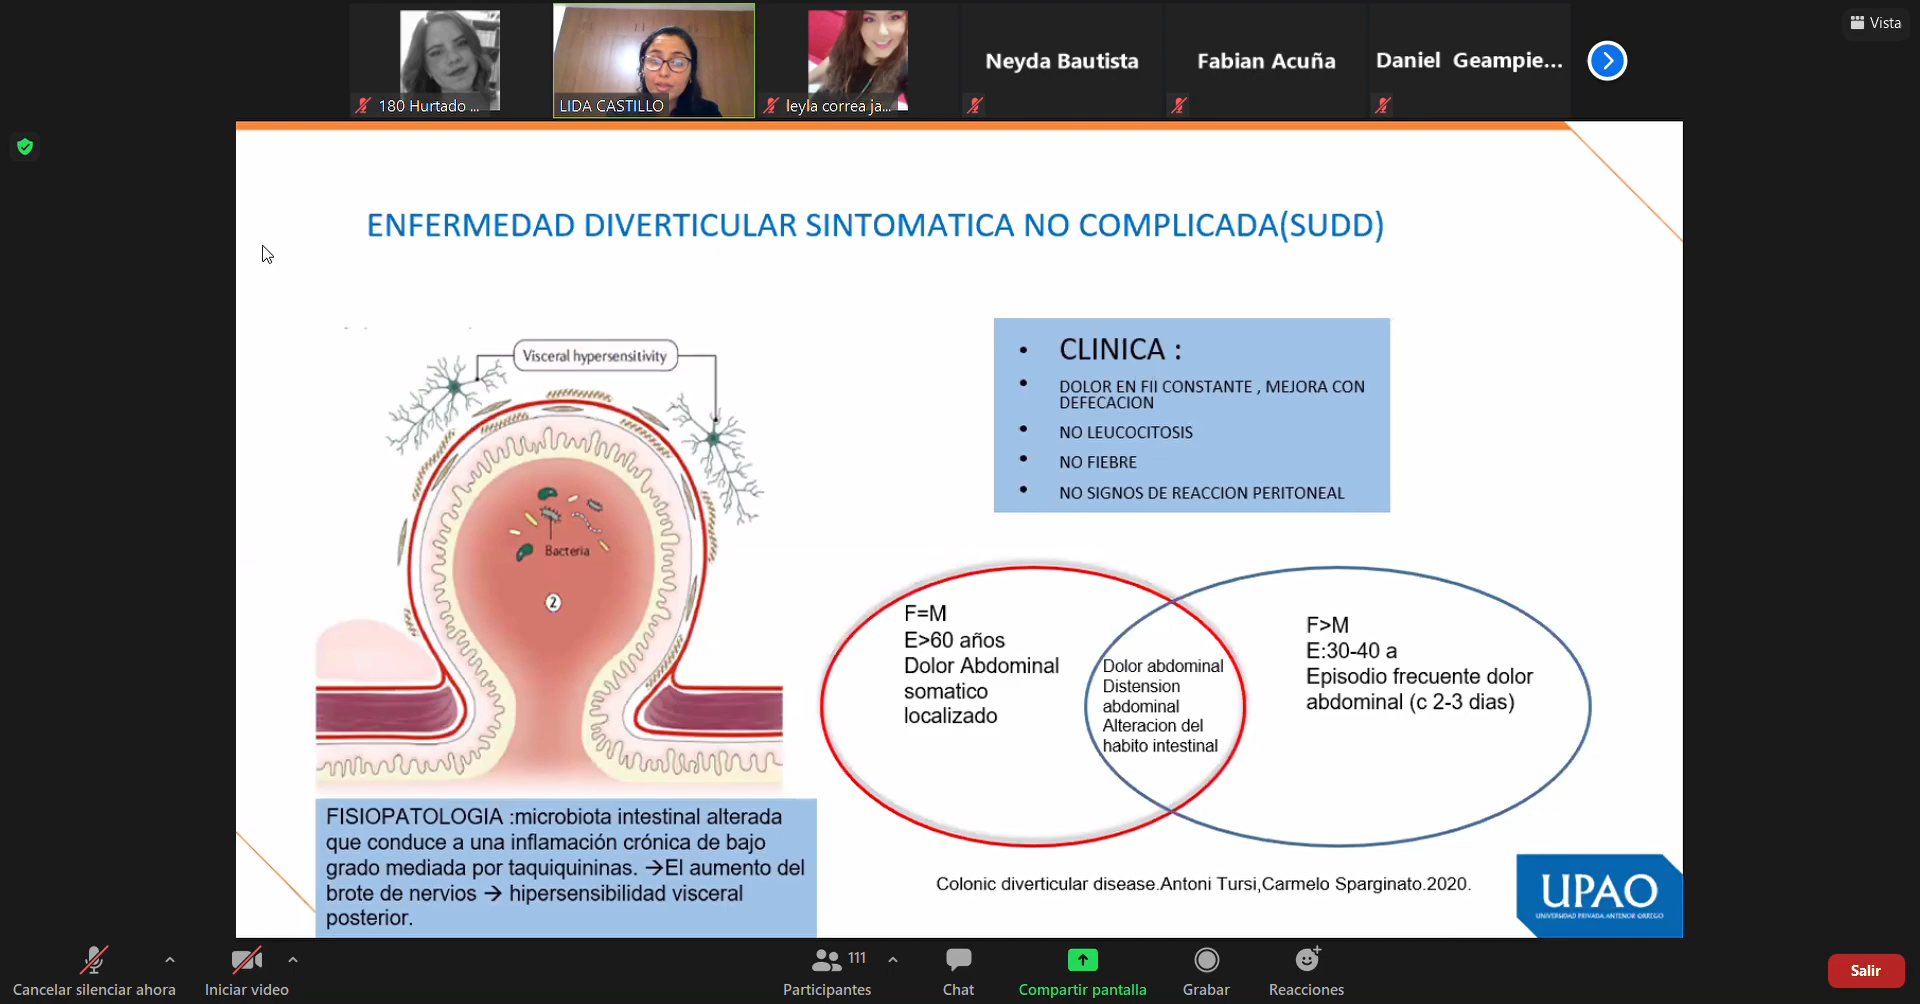 180 Hurtado ...
LIDA CASTILLO
leyla correa ja...
Neyda Bautista
Fabian Acuña
Daniel Geampie...
Vista
ENFERMEDAD DIVERTICULAR SINTOMATICA NO COMPLICADA(SUDD)
Visceral hypersensitivity
Bacteria
2
• CLINICA :
• DOLOR EN FII CONSTANTE , MEJORA CON
DEFECACION
• NO LEUCOCITOSIS
• NO FIEBRE
• NO SIGNOS DE REACCION PERITONEAL
F=M
E>60 años
Dolor Abdominal
somatico
localizado
Dolor abdominal
Distension
abdominal
Alteracion del
habito intestinal
F>M
E:30-40 a
Episodio frecuente dolor
abdominal (c 2-3 dias)
FISIOPATOLOGIA :microbiota intestinal alterada
que conduce a una inflamación crónica de bajo
grado mediada por taquiquininas. →El aumento del
brote de nervios → hipersensibilidad visceral
posterior.
Colonic diverticular disease.Antoni Tursi,Carmelo Sparginato.2020.
UPAO
UNIVERSIDAD PRIVADA ANTENOR ORREGO
Cancelar silenciar ahora
Iniciar video
111
Participantes
Chat
Compartir pantalla
Grabar
Reacciones
Salir